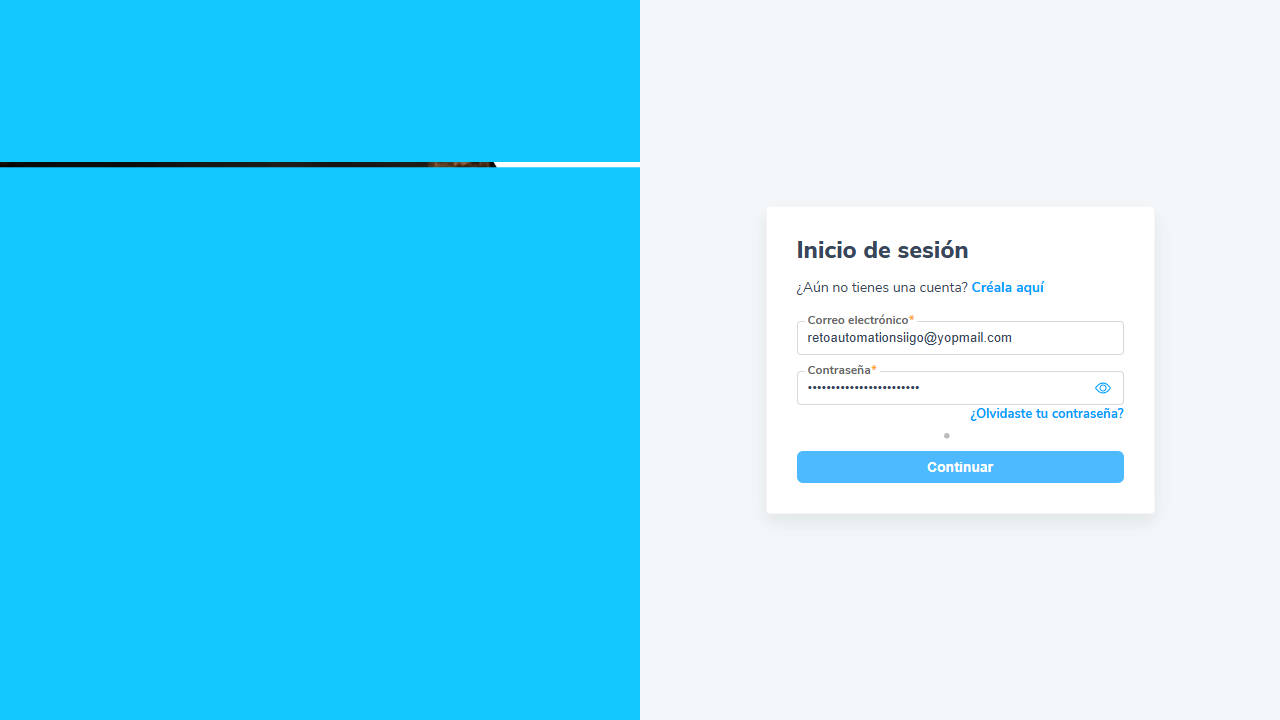 Inicio de sesión
¿Aún no tienes una cuenta? Créala aquí
Correo electrónico*
retoautomationsiigo@yopmail.com
Contraseña*
••••••••••••••••••••••••
¿Olvidaste tu contraseña?
Continuar